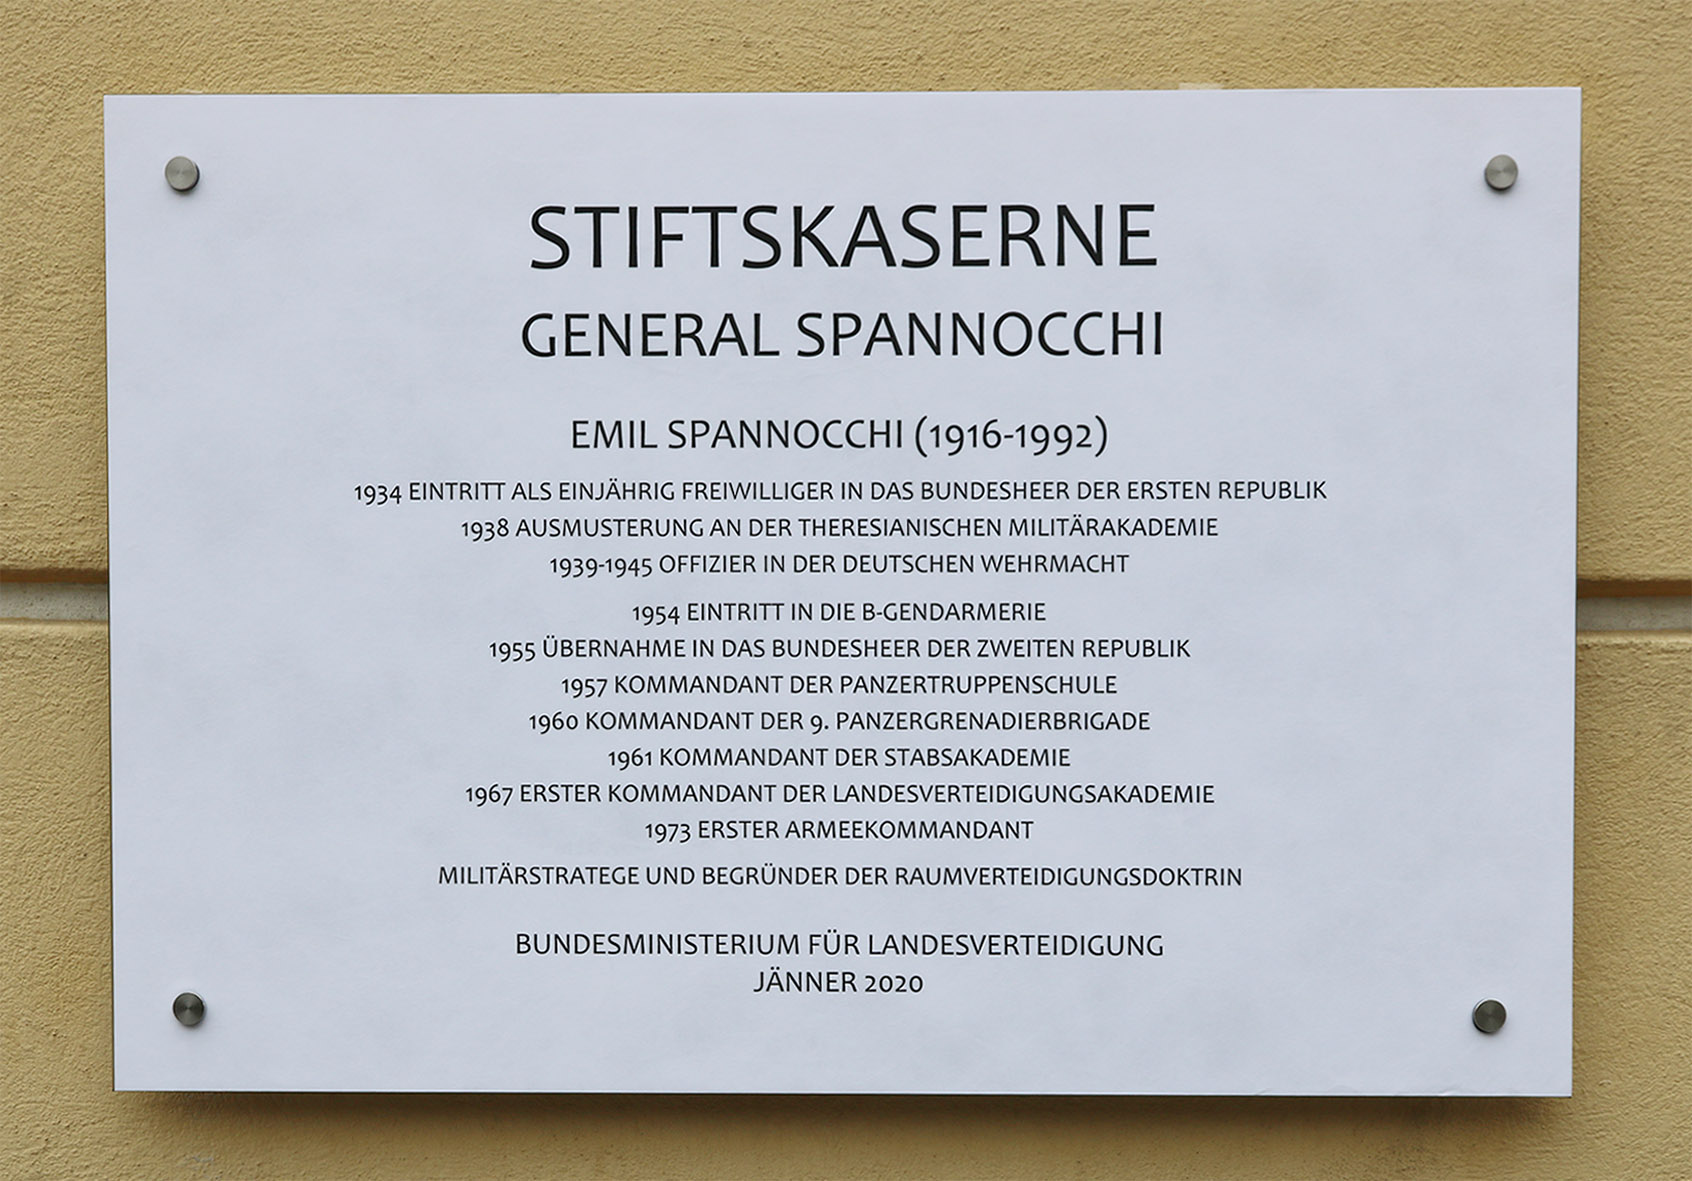 STIFTSKASERNE
GENERAL SPANNOCCHI
EMIL SPANNOCCHI (1916-1992)
1934 EINTRITT ALS EINJÄHRIG FREIWILLIGER IN DAS BUNDESHEER DER ERSTEN REPUBLIK
1938 AUSMUSTERUNG AN DER THERESIANISCHEN MILITÄRAKADEMIE
1939-1945 OFFIZIER IN DER DEUTSCHEN WEHRMACHT
1954 EINTRITT IN DIE B-GENDARMERIE
1955 ÜBERNAHME IN DAS BUNDESHEER DER ZWEITEN REPUBLIK
1957 KOMMANDANT DER PANZERTRUPPENSCHULE
1960 KOMMANDANT DER 9. PANZERGRENADIERBRIGADE
1961 KOMMANDANT DER STABSAKADEMIE
1967 ERSTER KOMMANDANT DER LANDESVERTEIDIGUNGSAKADEMIE
1973 ERSTER ARMEEKOMMANDANT
MILITÄRSTRATEGE UND BEGRÜNDER DER RAUMVERTEIDIGUNGSDOKTRIN
BUNDESMINISTERIUM FÜR LANDESVERTEIDIGUNG
JÄNNER 2020